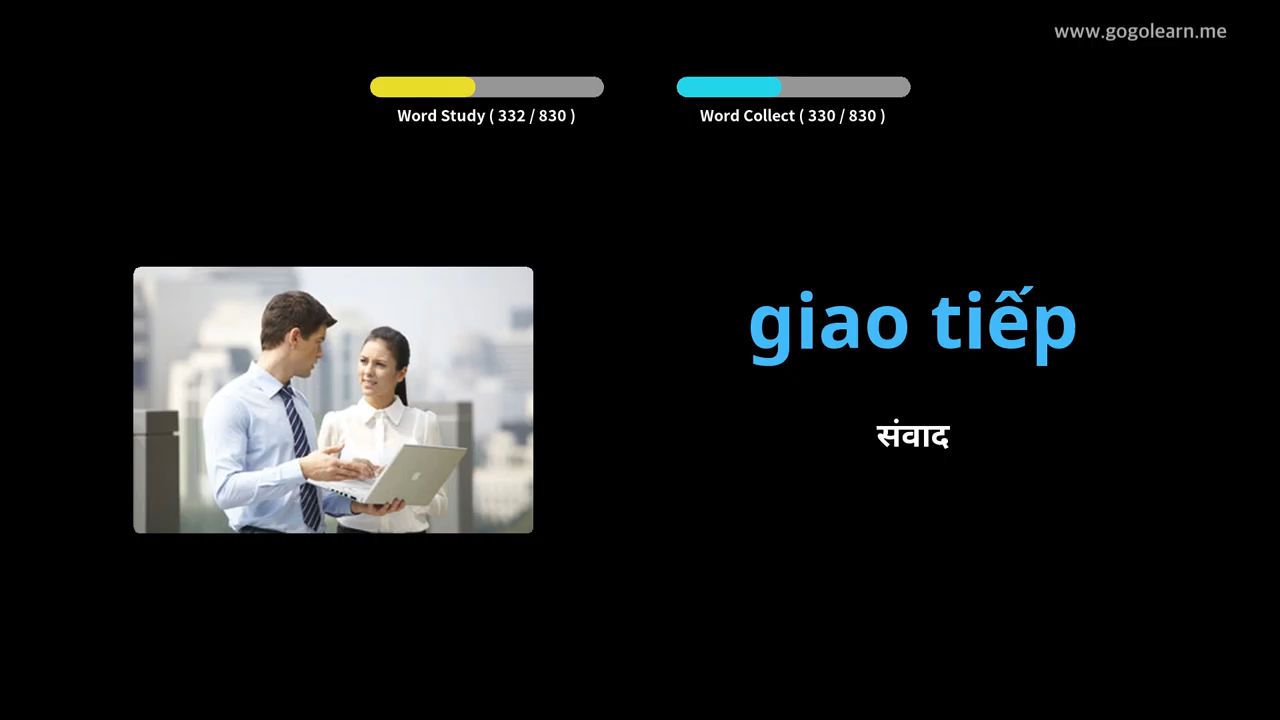 www.gogolearn.me
Word Study ( 332 / 830 )
Word Collect ( 330 / 830 )
giao tiếp
संवाद